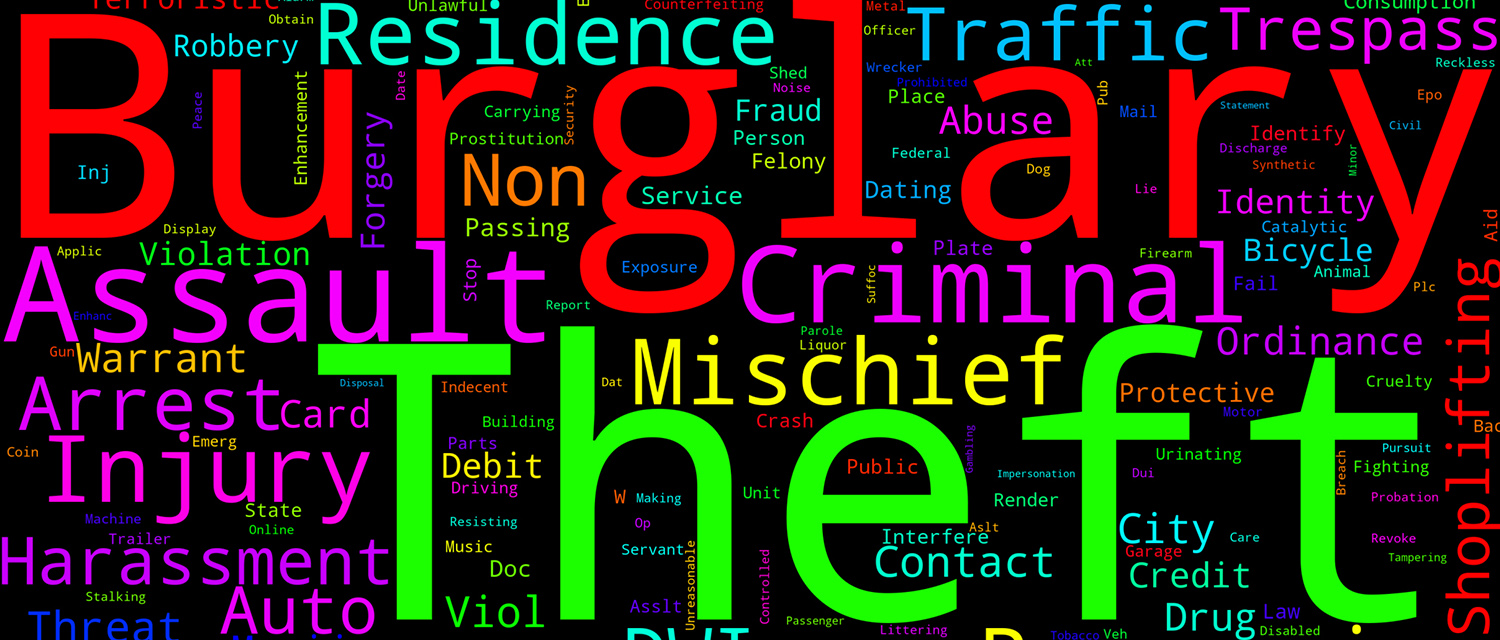 Unlawful
Counterfeiting
Metal
Consumption
Terroristic
Obtain
Robbery
Residence
Officer
Traffic
Trespass
Reckless
Burglary
Peace
Enhancement
Date
Forgery
Carrying
Security
Prostitution
Non
Passing
Shed
Noise
Fraud
Person
Felony
Service
Exposure
Wrecker
Prohibited
Place
Abuse
Att
Pub
Mail
Federal
Dog
Dating
Lie
Statement
Identify
Discharge
Synthetic
Minor
Epo
Civil
Identity
Catalytic
Bicycle
Animal
Aid
Inj
Display
Applic
Violation
Assault
Enhanc
Stop
Report
Criminal
Plate
Suffoc
Firearm
Fail
Plc
Shoplifting
Gun
Warrant
Arrest
Card
Disposal
Indecent
Theft
Dat
Mischief
Parole
Liquor
Crash
Ordinance
Protective
Motor
Cruelty
Coin
Injury
Emerg
Building
Parts
Debit
Driving
Public
Gambling
Impersonation
Urinating
Dui
Breach
Pursuit
Fighting
Probation
State
Online
Machine
Trailer
Resisting
Music
Doc
W
Making
Op
Servant
Unit
Render
Aslt
Interfere
Contact
City
Care
Garage
Credit
Revoke
Tampering
Harassment
Stalking
Auto
Threat
Viol
Asslt
Unreasonable
Controlled
Passenger
Littering
DWI
Drug
Law
Disabled
Tobacco
Veh